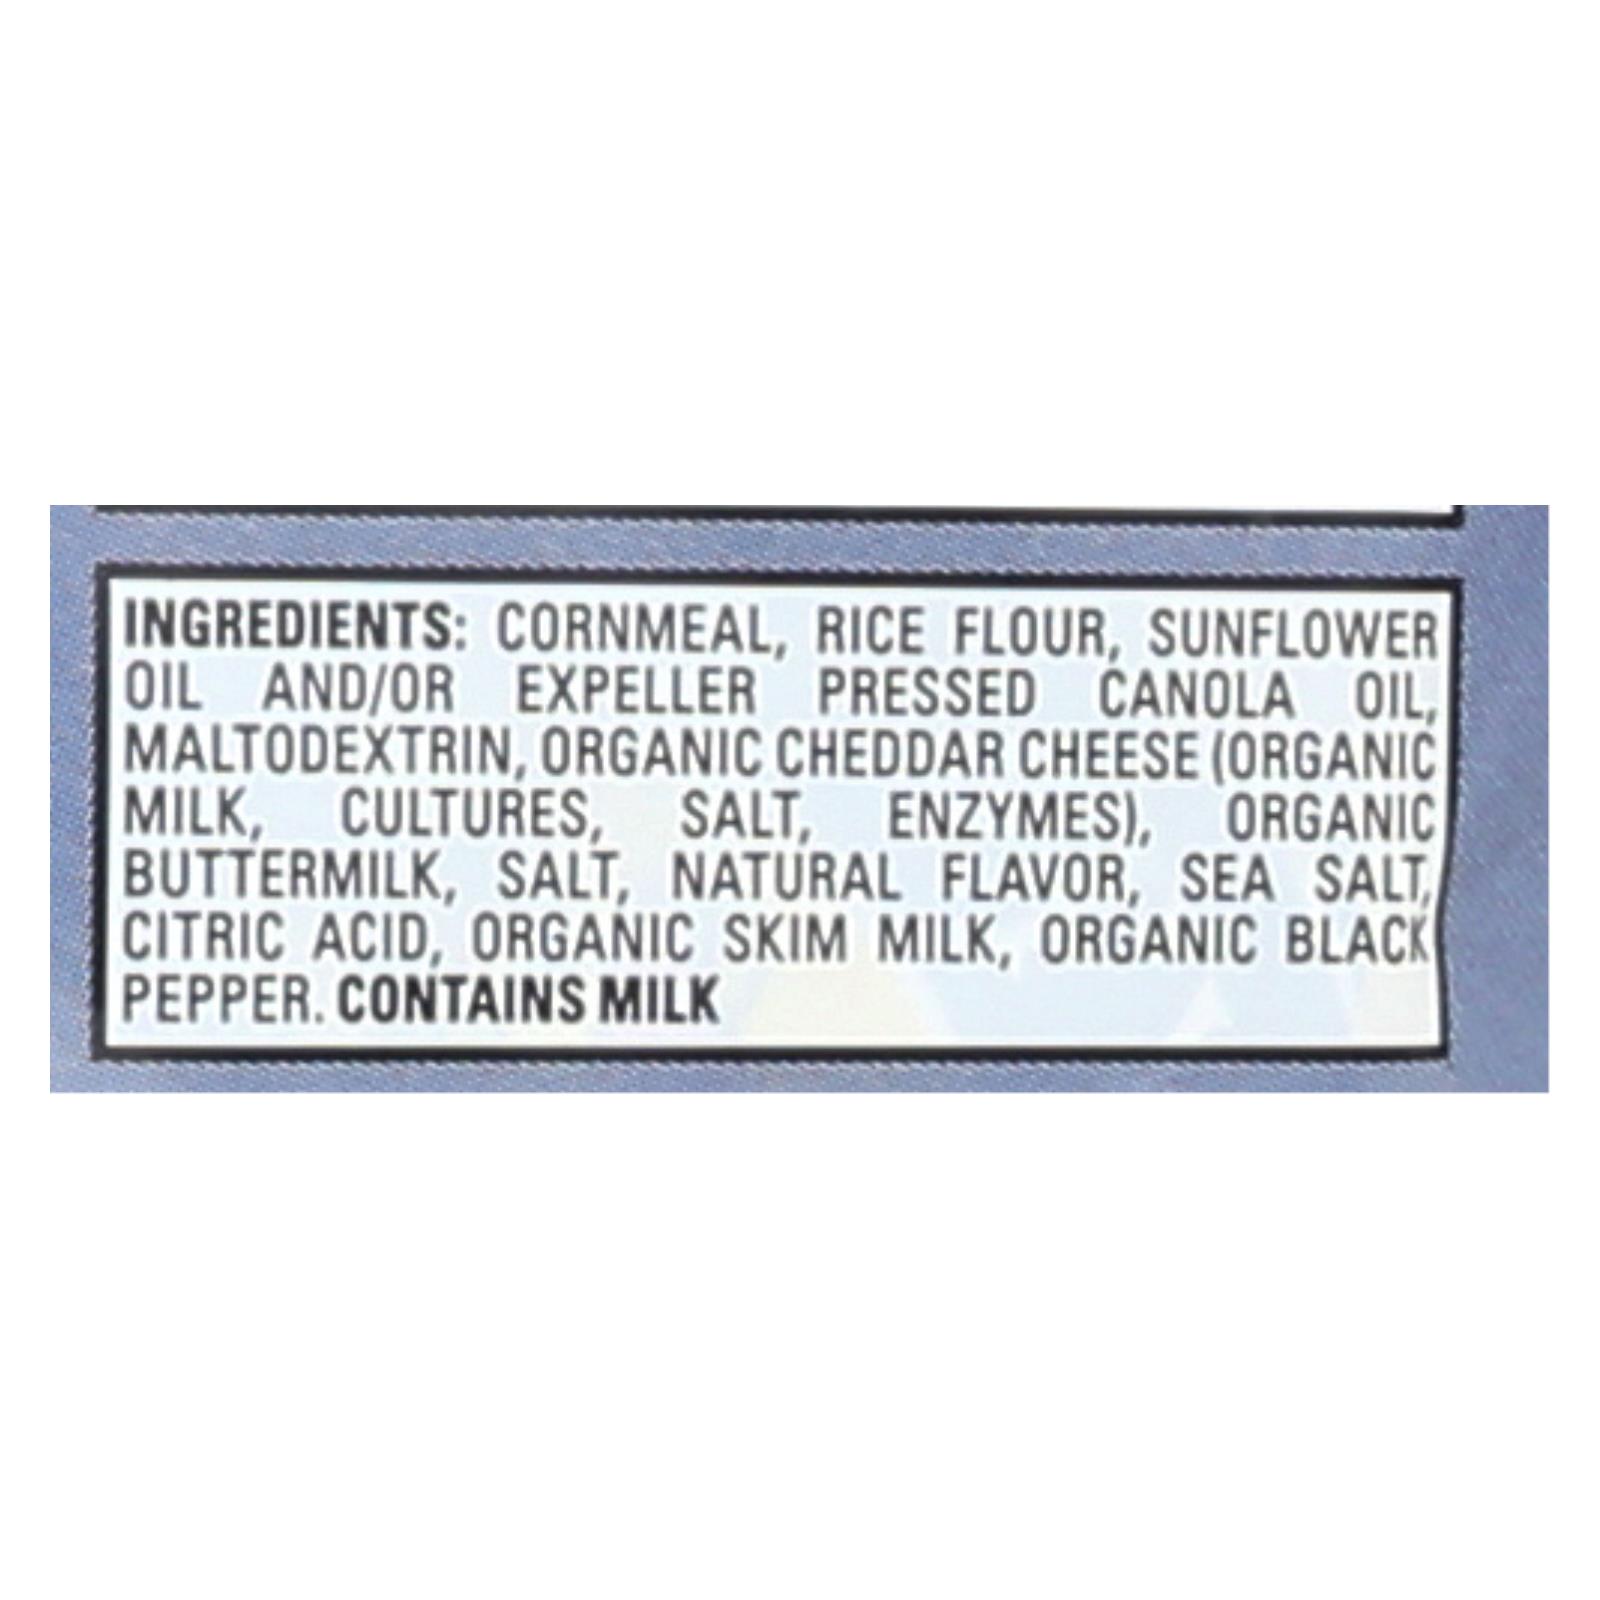 INGREDIENTS: CORNMEAL, RICE FLOUR, SUNFLOWER
OIL AND/OR EXPELLER PRESSED CANOLA OIL,
MALTODEXTRIN, ORGANIC CHEDDAR CHEESE (ORGANIC
MILK, CULTURES, SALT, ENZYMES), ORGANIC
BUTTERMILK, SALT, NATURAL FLAVOR, SEA SALT,
CITRIC ACID, ORGANIC SKIM MILK, ORGANIC BLACK
PEPPER. CONTAINS MILK